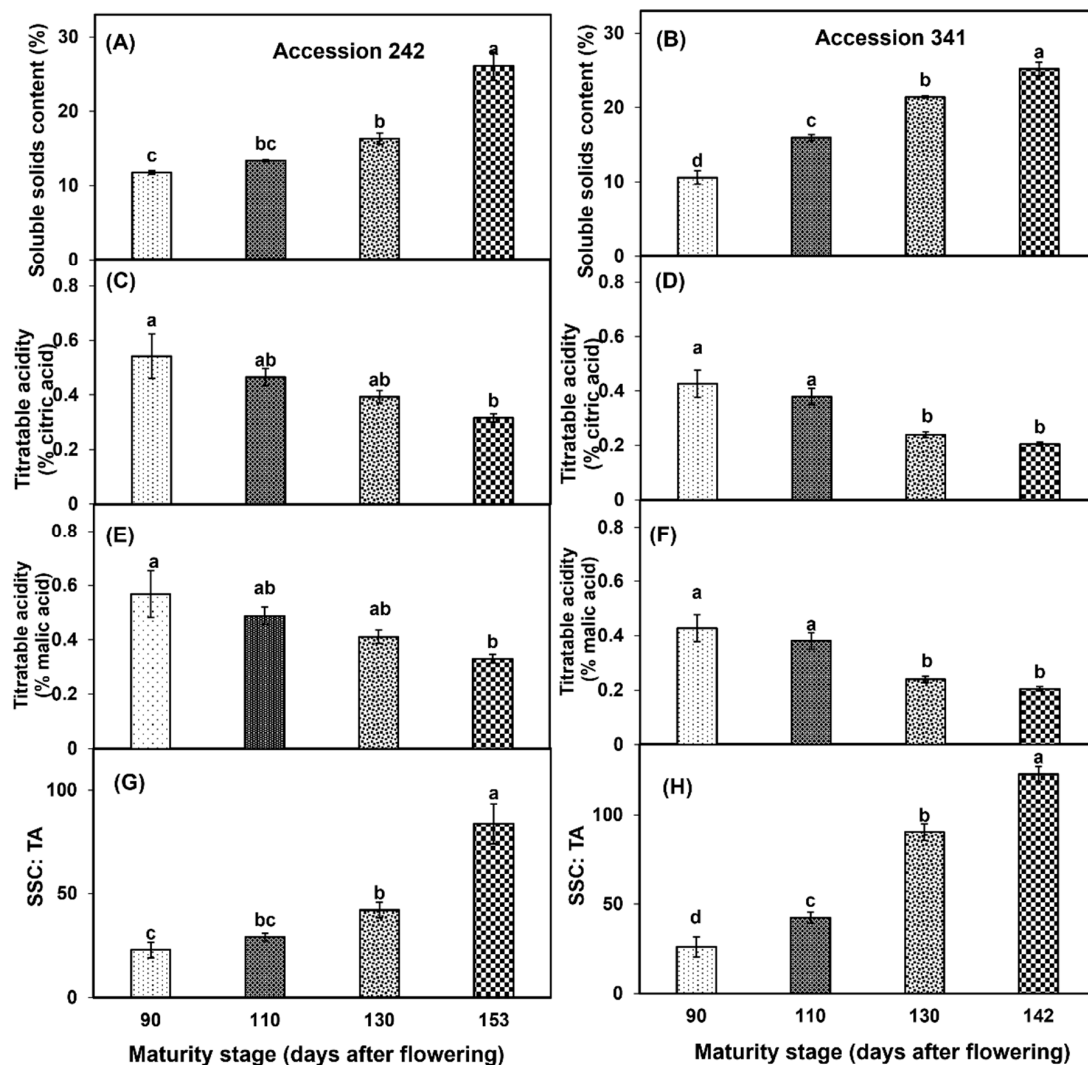 (A)
Accession 242
Soluble solids content (%)
30
20
10
0
c
bc
b
a
(B)
Accession 341
Soluble solids content (%)
30
20
10
0
d
c
b
a
(C)
Titratable acidity
(% citric acid)
0.8
0.6
0.4
0.2
0
a
ab
ab
b
(D)
Titratable acidity
(% citric acid)
0.8
0.6
0.4
0.2
0
a
a
b
b
(E)
Titratable acidity
(% malic acid)
0.8
0.6
0.4
0.2
0
a
ab
ab
b
(F)
Titratable acidity
(% malic acid)
0.8
0.6
0.4
0.2
0
a
a
b
b
(G)
SSC: TA
100
50
0
c
bc
b
a
90 110 130 153
Maturity stage (days after flowering)
(H)
SSC: TA
100
50
0
d
c
b
a
90 110 130 142
Maturity stage (days after flowering)